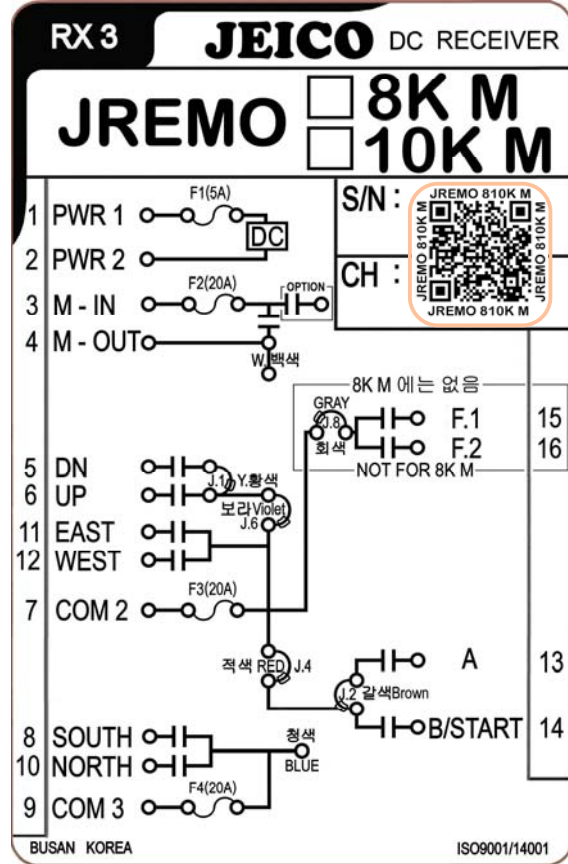 RX 3
JEICO DC RECEIVER
JREMO
8K M
10K M
S/N :
JREMO 810K M
JREMO 810K M
JREMO 810K M
JREMO 810K M
CH :
F1(5A)
1 PWR 1
DC
2 PWR 2
F2(20A)
OPTION
3 M - IN
4 M - OUT
W.백색
8K M 에는 없음
GRAY
J.8
회색
F.1 15
F.2 16
NOT FOR 8K M
5 DN
J.1 Y.황색
6 UP
보라Violet
J.6
11 EAST
12 WEST
F3(20A)
7 COM 2
적색 RED J.4
A 13
J.2 갈색Brown
B/START 14
8 SOUTH
청색
BLUE
10 NORTH
F4(20A)
9 COM 3
BUSAN KOREA
ISO9001/14001